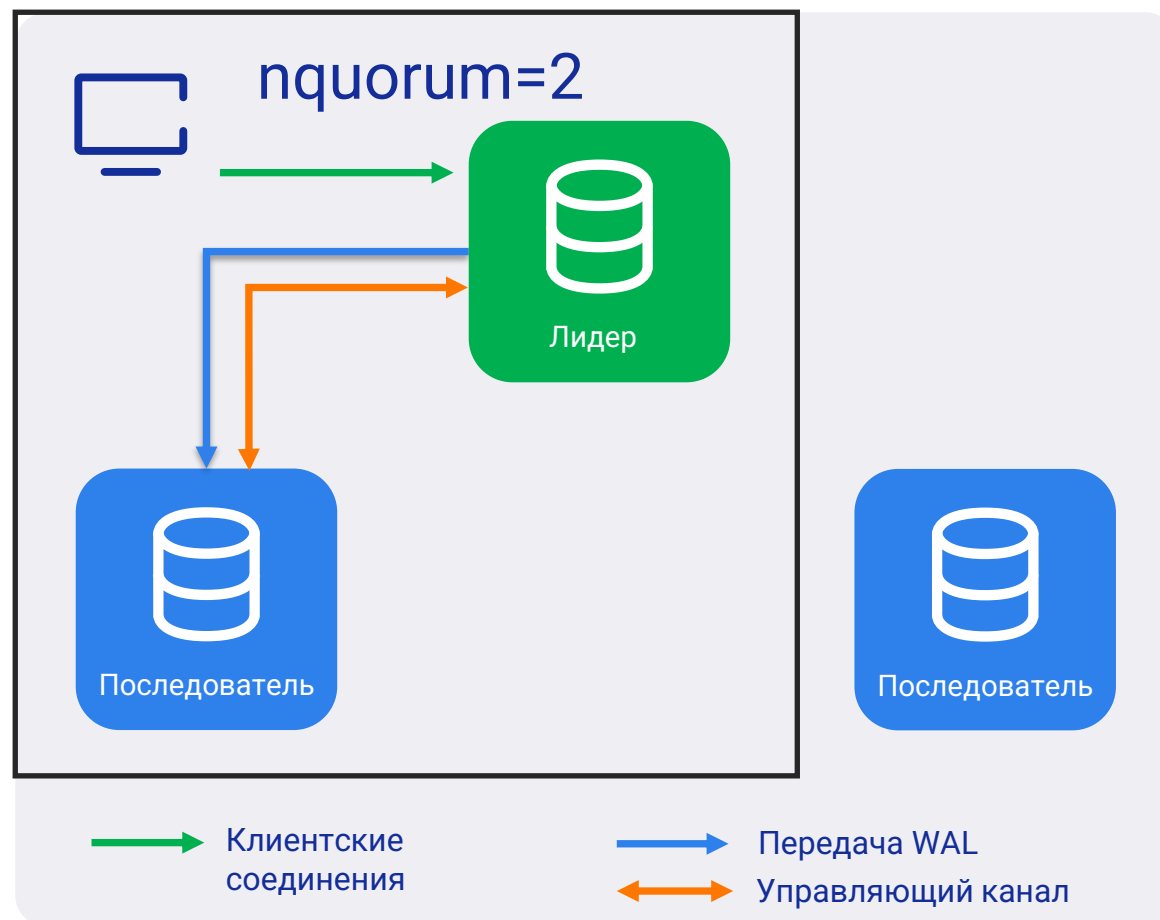 nquorum=2
Лидер
Последователь
Последователь
Клиентские
соединения
Передача WAL
Управляющий канал